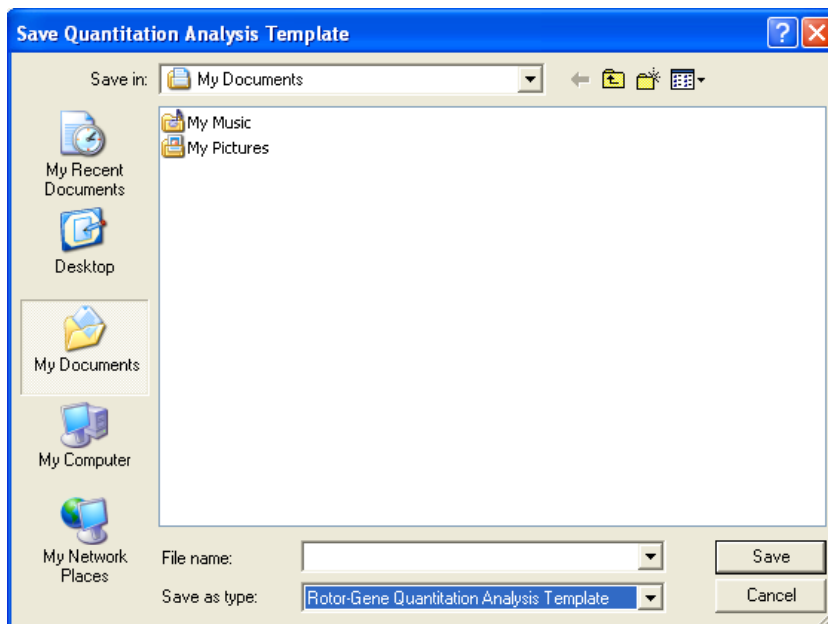 Save Quantitation Analysis Template
Save in:
My Documents
My Music
My Pictures
My Recent
Documents
Desktop
My Documents
My Computer
My Network
Places
File name:
Save
Save as type:
Rotor-Gene Quantitation Analysis Template
Cancel